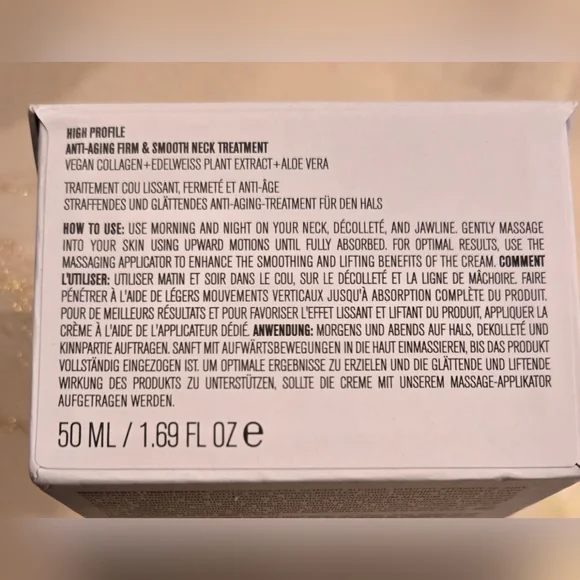 HIGH PROFILE
ANTI-AGING FIRM & SMOOTH NECK TREATMENT
VEGAN COLLAGEN+EDELWEISS PLANT EXTRACT+ALOE VERA
TRAITEMENT COU LISSANT, FERMETÉ ET ANTI-ÂGE
STRAFFENDES UND GLÄTTENDES ANTI-AGING-TREATMENT FÜR DEN HALS
HOW TO USE: USE MORNING AND NIGHT ON YOUR NECK, DÉCOLLETÉ, AND JAWLINE. GENTLY MASSAGE
INTO YOUR SKIN USING UPWARD MOTIONS UNTIL FULLY ABSORBED. FOR OPTIMAL RESULTS, USE THE
MASSAGING APPLICATOR TO ENHANCE THE SMOOTHING AND LIFTING BENEFITS OF THE CREAM. COMMENT
L'UTILISER: UTILISER MATIN ET SOIR DANS LE COU, SUR LE DÉCOLLETÉ ET LA LIGNE DE MÂCHOIRE. FAIRE
PÉNÉTRER À L'AIDE DE LÉGERS MOUVEMENTS VERTICAUX JUSQU'À ABSORPTION COMPLÈTE DU PRODUIT.
POUR DE MEILLEURS RÉSULTATS ET POUR FAVORISER L'EFFET LISSANT ET LIFTANT DU PRODUIT, APPLIQUER LA
CRÈME À L'AIDE DE L'APPLICATEUR DÉDIÉ. ANWENDUNG: MORGENS UND ABENDS AUF HALS, DEKOLLETÉ UND
KINNPARTIE AUFTRAGEN. SANFT MIT AUFWÄRTSBEWEGUNGEN IN DIE HAUT EINMASSIEREN, BIS DAS PRODUKT
VOLLSTÄNDIG EINGEZOGEN IST. UM OPTIMALE ERGEBNISSE ZU ERZIELEN UND DIE GLÄTTENDE UND LIFTENDE
WIRKUNG DES PRODUKTS ZU UNTERSTÜTZEN, SOLLTE DIE CREME MIT UNSEREM MASSAGE-APPLIKATOR
AUFGETRAGEN WERDEN.
50 ML / 1.69 FL OZ ℮